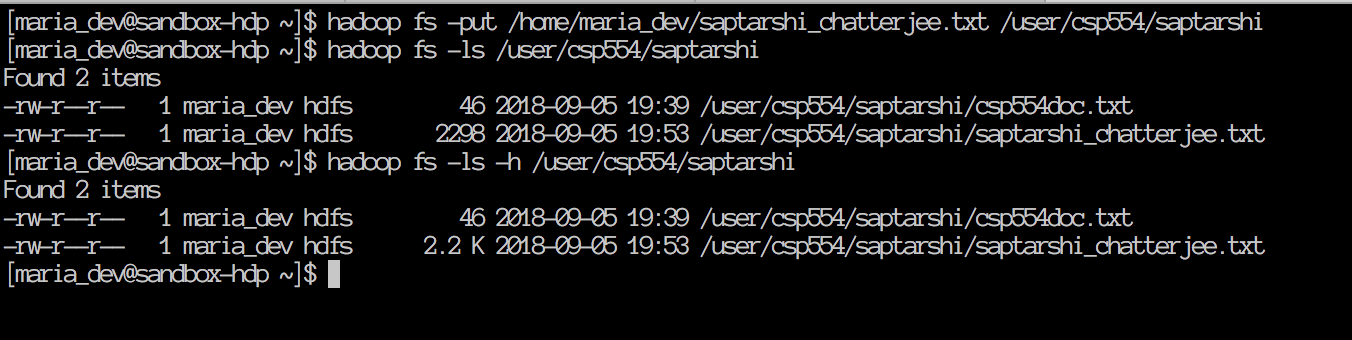 [maria_dev@sandbox-hdp ~]$ hadoop fs -put /home/maria_dev/saptarshi_chatterjee.txt /user/csp554/saptarshi
[maria_dev@sandbox-hdp ~]$ hadoop fs -ls /user/csp554/saptarshi
Found 2 items
-rw-r--r--   1 maria_dev hdfs         46 2018-09-05 19:39 /user/csp554/saptarshi/csp554doc.txt
-rw-r--r--   1 maria_dev hdfs       2298 2018-09-05 19:53 /user/csp554/saptarshi/saptarshi_chatterjee.txt
[maria_dev@sandbox-hdp ~]$ hadoop fs -ls -h /user/csp554/saptarshi
Found 2 items
-rw-r--r--   1 maria_dev hdfs         46 2018-09-05 19:39 /user/csp554/saptarshi/csp554doc.txt
-rw-r--r--   1 maria_dev hdfs      2.2 K 2018-09-05 19:53 /user/csp554/saptarshi/saptarshi_chatterjee.txt
[maria_dev@sandbox-hdp ~]$